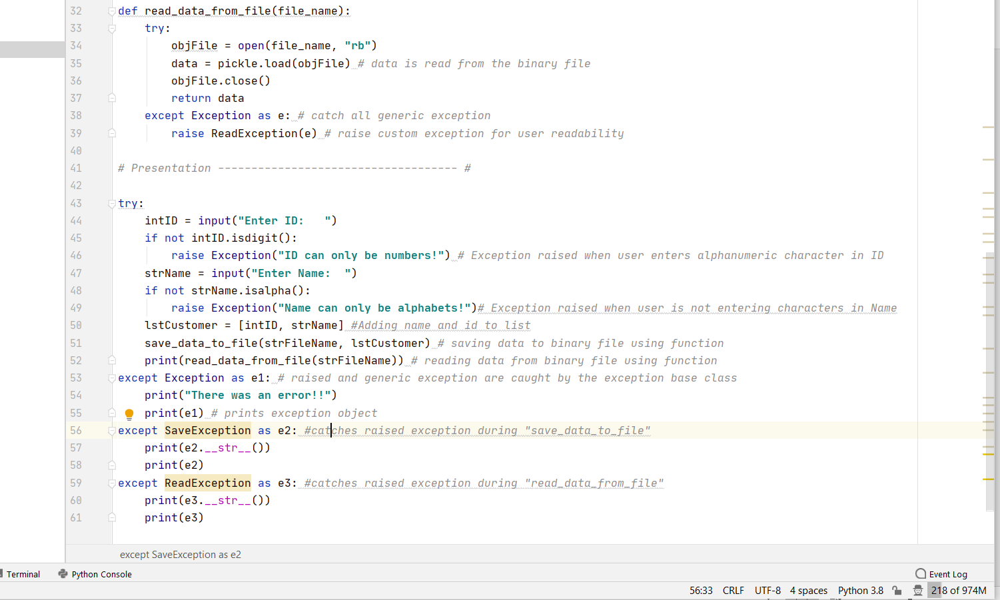 32 def read_data_from_file(file_name):
33     try:
34         objFile = open(file_name, "rb")
35         data = pickle.load(objFile) # data is read from the binary file
36         objFile.close()
37         return data
38     except Exception as e: # catch all generic exception
39         raise ReadException(e) # raise custom exception for user readability
40
41 # Presentation ------------------------------------ #
42
43 try:
44     intID = input("Enter ID:   ")
45     if not intID.isdigit():
46         raise Exception("ID can only be numbers!") # Exception raised when user enters alphanumeric character in ID
47     strName = input("Enter Name:  ")
48     if not strName.isalpha():
49         raise Exception("Name can only be alphabets!")# Exception raised when user is not entering characters in Name
50     lstCustomer = [intID, strName] #Adding name and id to list
51     save_data_to_file(strFileName, lstCustomer) # saving data to binary file using function
52     print(read_data_from_file(strFileName)) # reading data from binary file using function
53 except Exception as e1: # raised and generic exception are caught by the exception base class
54     print("There was an error!!")
55     print(e1) # prints exception object
56 except SaveException as e2: #catches raised exception during "save_data_to_file"
57     print(e2.__str__())
58     print(e2)
59 except ReadException as e3: #catches raised exception during "read_data_from_file"
60     print(e3.__str__())
61     print(e3)
except SaveException as e2
Terminal Python Console Event Log
56:33 CRLF UTF-8 4 spaces Python 3.8 218 of 974M